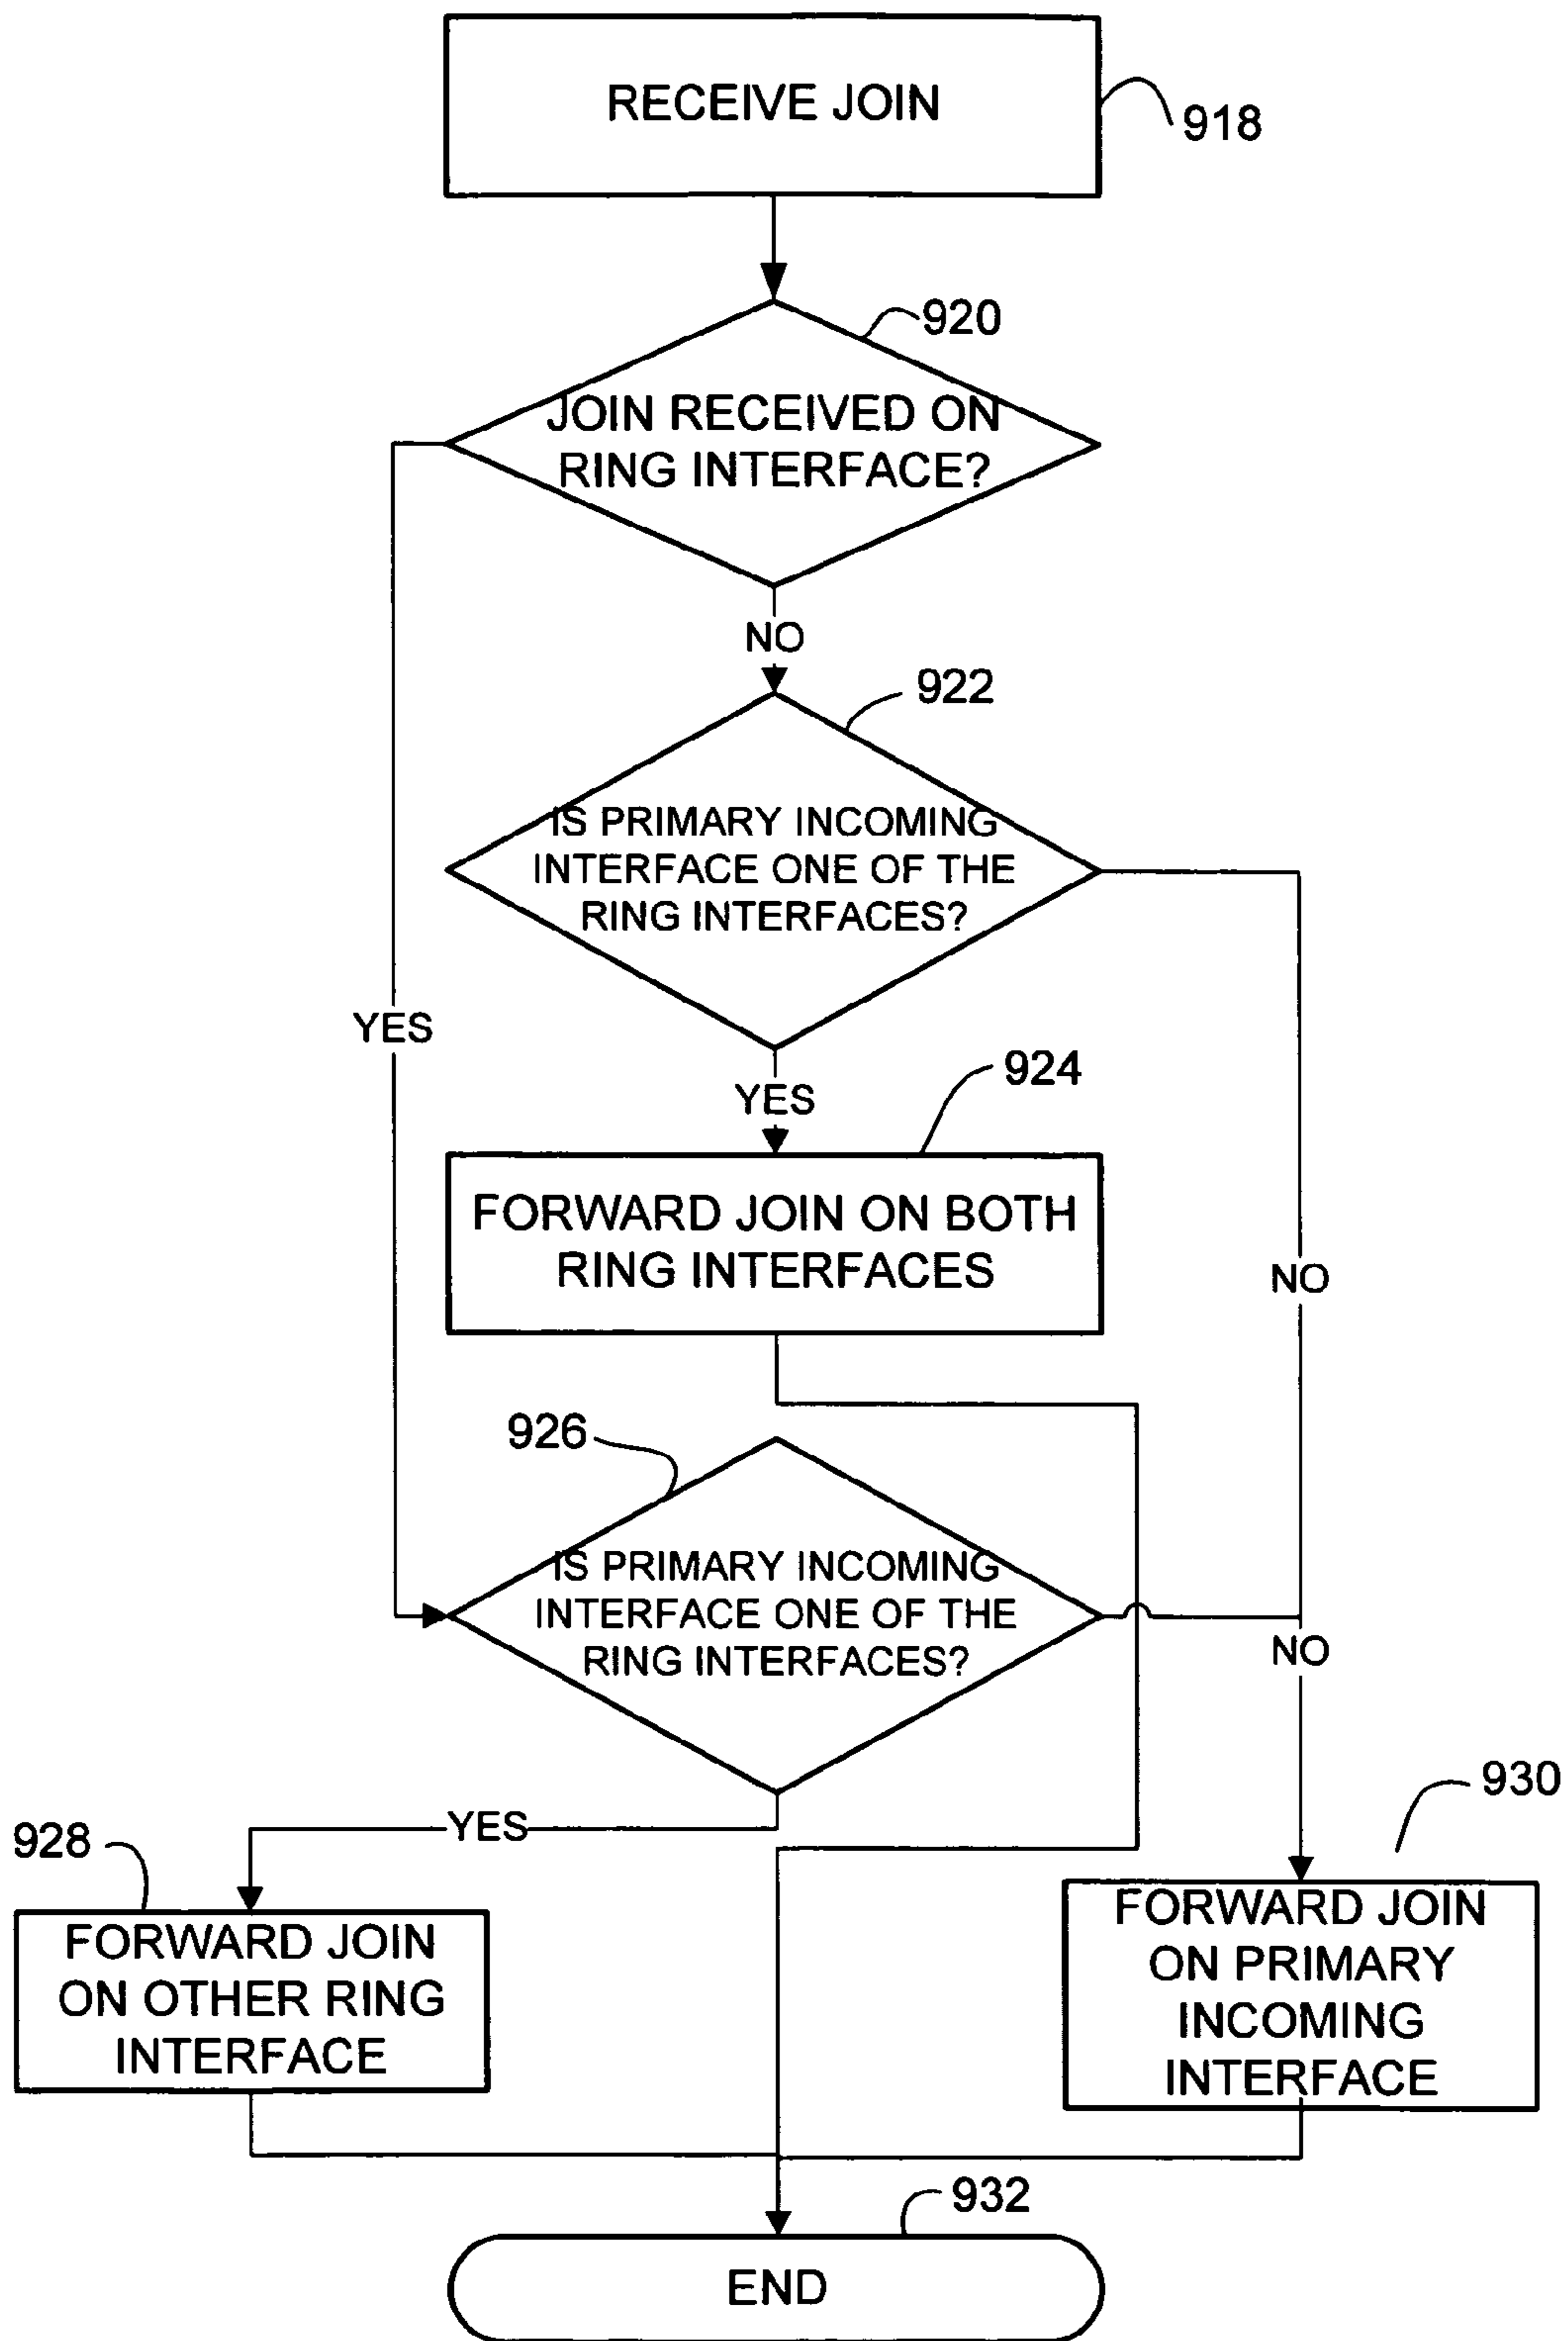 RECEIVE JOIN
918
920
JOIN RECEIVED ON
RING INTERFACE?
NO
922
IS PRIMARY INCOMING
INTERFACE ONE OF THE
RING INTERFACES?
YES
YES
924
FORWARD JOIN ON BOTH
RING INTERFACES
NO
926
IS PRIMARY INCOMING
INTERFACE ONE OF THE
RING INTERFACES?
NO
YES
930
928
FORWARD JOIN
ON OTHER RING
INTERFACE
FORWARD JOIN
ON PRIMARY
INCOMING
INTERFACE
932
END